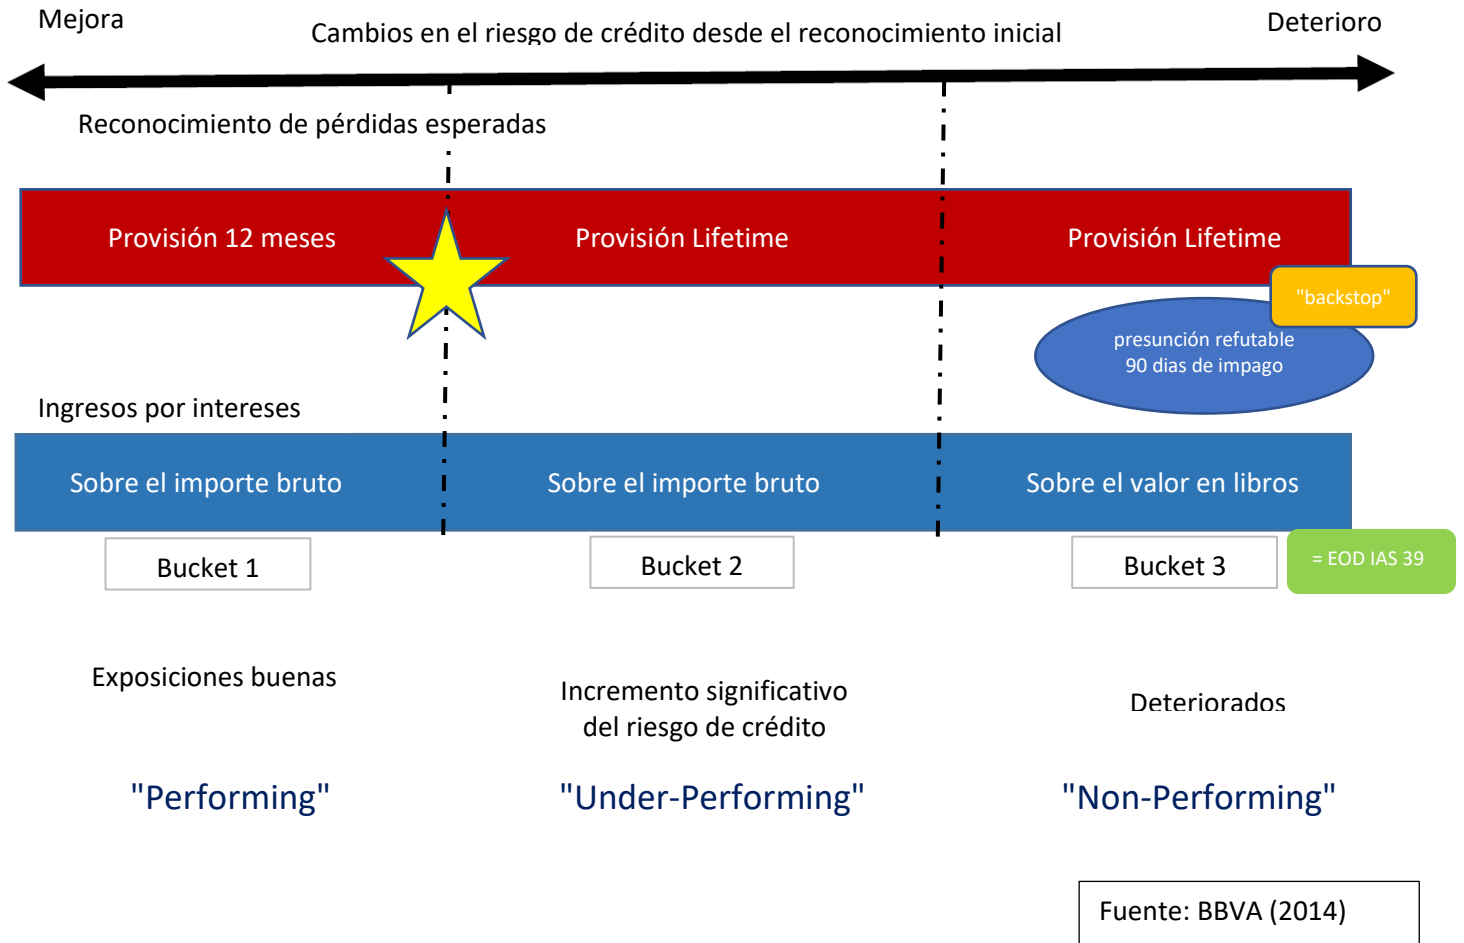 Mejora
Cambios en el riesgo de crédito desde el reconocimiento inicial
Deterioro
Reconocimiento de pérdidas esperadas
Provisión 12 meses
Provisión Lifetime
Provisión Lifetime
"backstop"
presunción refutable
90 dias de impago
Ingresos por intereses
Sobre el importe bruto
Sobre el importe bruto
Sobre el valor en libros
Bucket 1
Bucket 2
Bucket 3
= EOD IAS 39
Exposiciones buenas
Incremento significativo
del riesgo de crédito
Deteriorados
"Performing"
"Under-Performing"
"Non-Performing"
Fuente: BBVA (2014)